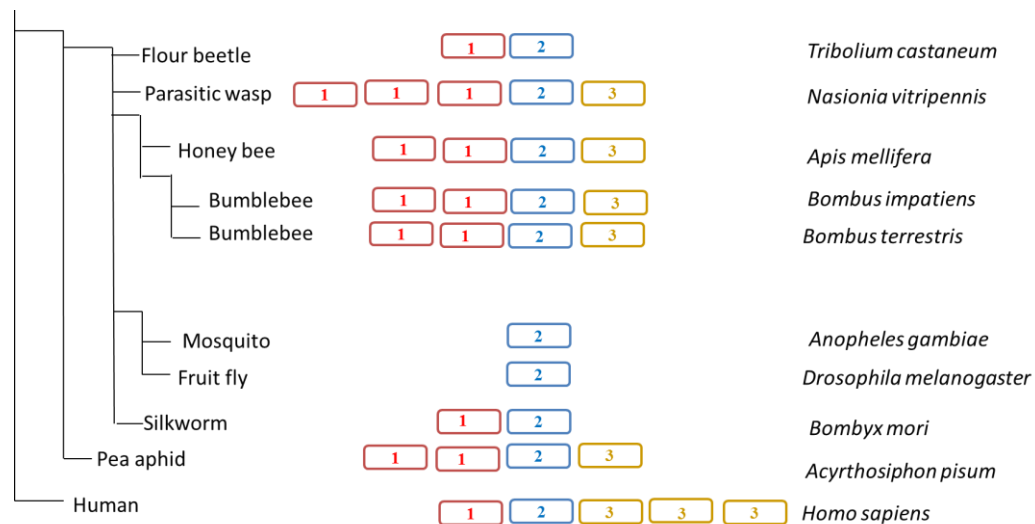 Flour beetle 1 2 Tribolium castaneum
Parasitic wasp 1 1 1 2 3 Nasionia vitripennis
Honey bee 1 1 2 3 Apis mellifera
Bumblebee 1 1 2 3 Bombus impatiens
Bumblebee 1 1 2 3 Bombus terrestris
Mosquito 2 Anopheles gambiae
Fruit fly 2 Drosophila melanogaster
Silkworm 1 2 Bombyx mori
Pea aphid 1 1 2 3 Acyrthosiphon pisum
Human 1 2 3 3 3 Homo sapiens